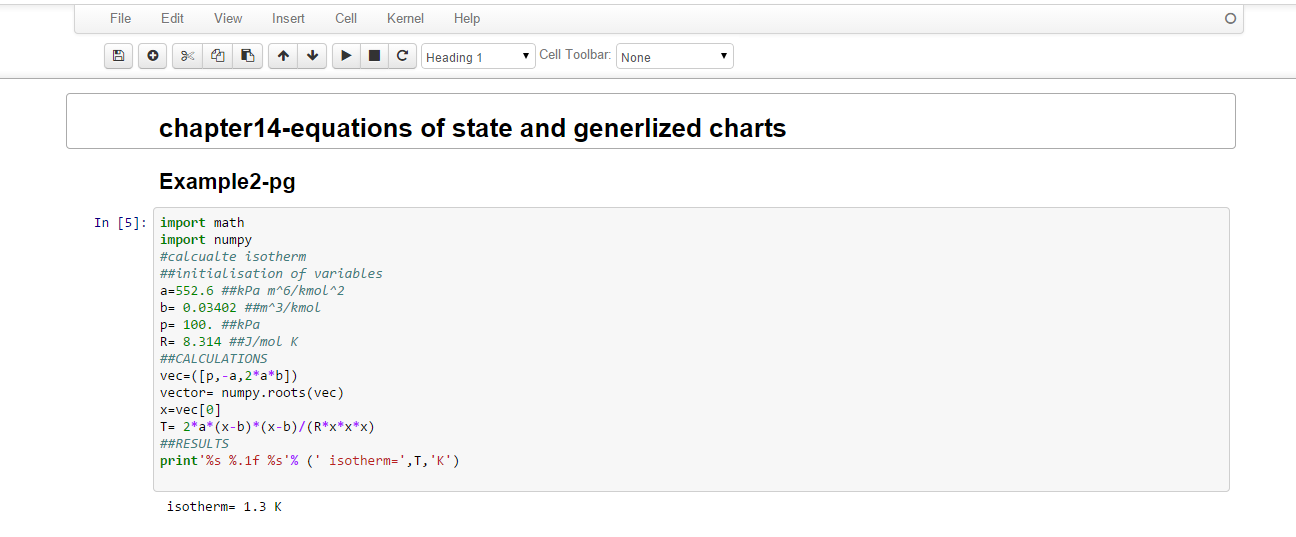 File Edit View Insert Cell Kernel Help
Heading 1 Cell Toolbar: None
chapter14-equations of state and generlized charts
Example2-pg
In [5]: import math
import numpy
#calcualte isotherm
##initialisation of variables
a=552.6 ##kPa m^6/kmol^2
b= 0.03402 ##m^3/kmol
p= 100. ##kPa
R= 8.314 ##J/mol K
##CALCULATIONS
vec=([p,-a,2*a*b])
vector= numpy.roots(vec)
x=vec[0]
T= 2*a*(x-b)*(x-b)/(R*x*x*x)
##RESULTS
print'%s %.1f %s'% (' isotherm=',T,'K')
isotherm= 1.3 K